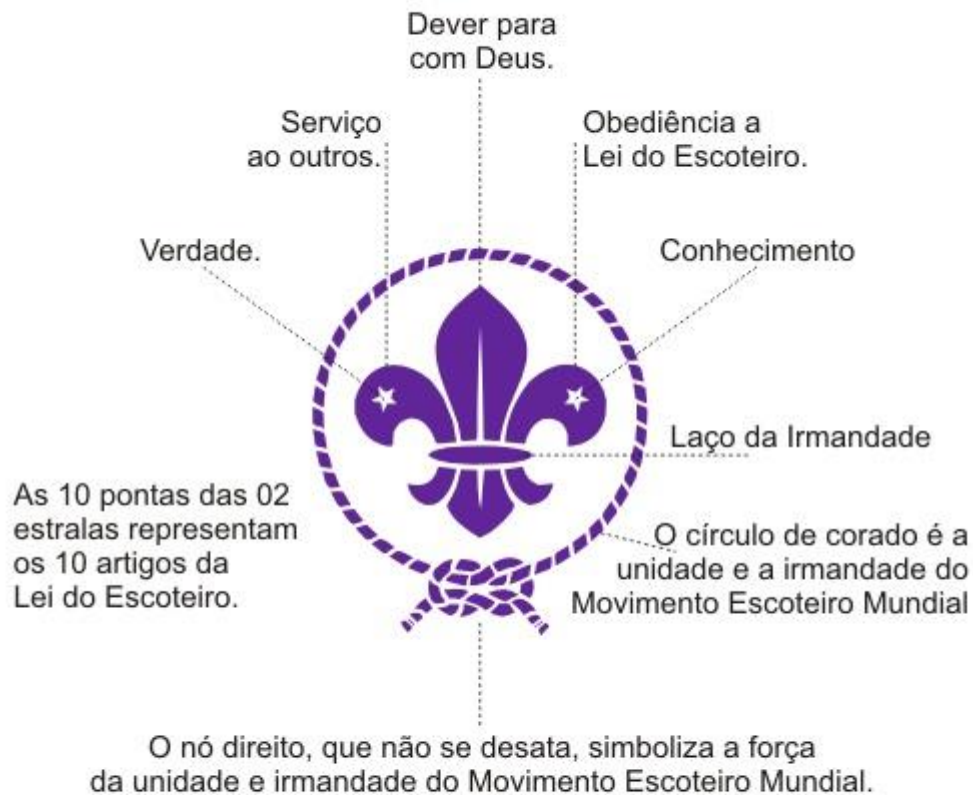 Dever para
com Deus.
Serviço
ao outros.
Obediência a
Lei do Escoteiro.
Verdade.
Conhecimento
Laço da Irmandade
As 10 pontas das 02
estralas representam
os 10 artigos da
Lei do Escoteiro.
O círculo de corado é a
unidade e a irmandade do
Movimento Escoteiro Mundial
O nó direito, que não se desata, simboliza a força
da unidade e irmandade do Movimento Escoteiro Mundial.